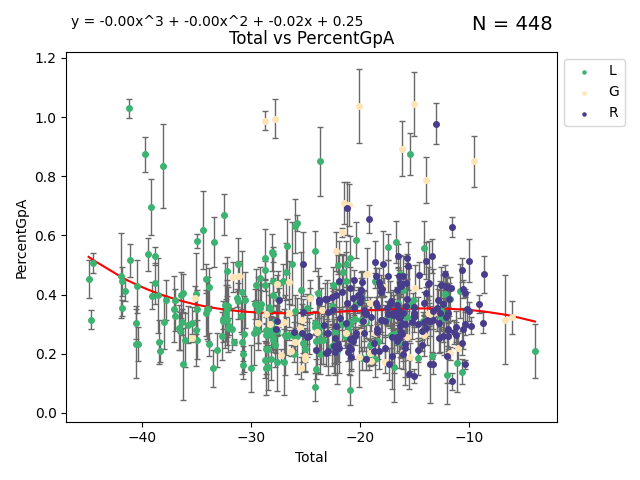 y = -0.00x^3 + -0.00x^2 + -0.02x + 0.25
N = 448
Total vs PercentGpA
L
G
R
PercentGpA
1.2
1.0
0.8
0.6
0.4
0.2
0.0
−40
−30
−20
−10
Total